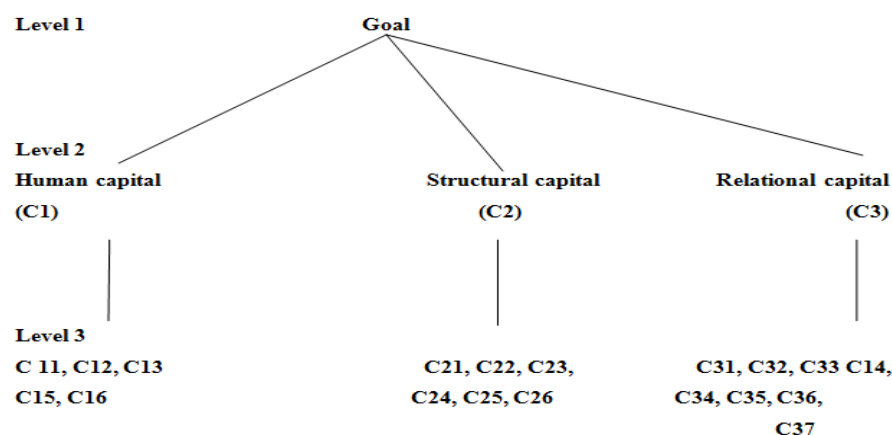 Level 1 Goal
Level 2
Human capital Structural capital Relational capital
(C1) (C2) (C3)
Level 3
C 11, C12, C13 C21, C22, C23, C31, C32, C33 C14,
C15, C16 C24, C25, C26 C34, C35, C36,
C37